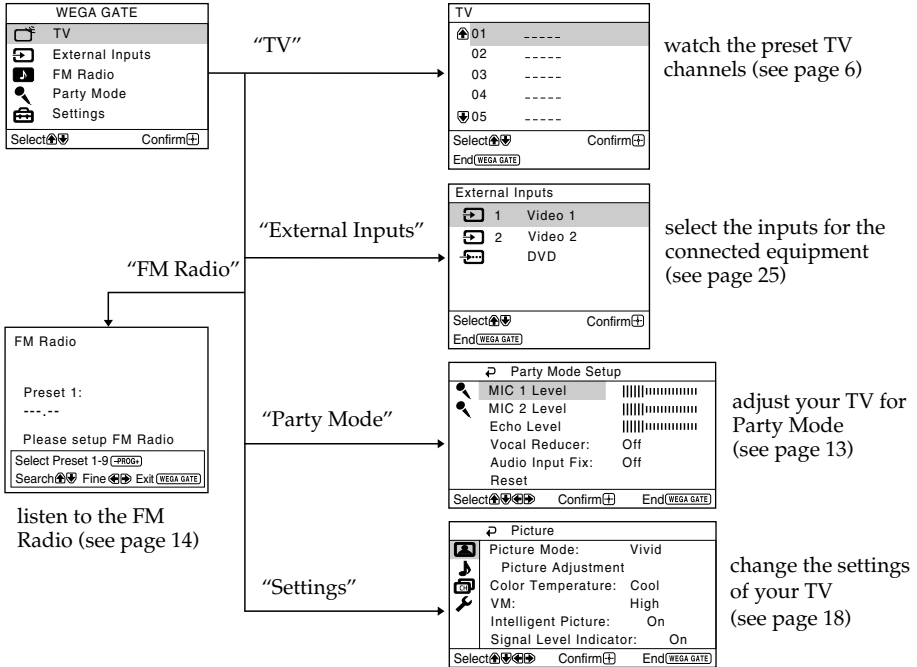 WEGA GATE
TV
External Inputs
FM Radio
Party Mode
Settings
Select Confirm
“TV”
TV
01 -----
02 -----
03 -----
04 -----
05 -----
Select Confirm
End WEGA GATE
watch the preset TV
channels (see page 6)
“External Inputs”
External Inputs
1 Video 1
2 Video 2
DVD
Select Confirm
End WEGA GATE
select the inputs for the
connected equipment
(see page 25)
“FM Radio”
FM Radio
Preset 1:
---.--
Please setup FM Radio
Select Preset 1-9 -PROG+
Search Fine Exit WEGA GATE
listen to the FM
Radio (see page 14)
“Party Mode”
Party Mode Setup
MIC 1 Level
MIC 2 Level
Echo Level
Vocal Reducer: Off
Audio Input Fix: Off
Reset
Select Confirm End WEGA GATE
adjust your TV for
Party Mode
(see page 13)
“Settings”
Picture
Picture Mode: Vivid
Picture Adjustment
CH
Color Temperature: Cool
VM: High
Intelligent Picture: On
Signal Level Indicator: On
Select Confirm End WEGA GATE
change the settings
of your TV
(see page 18)